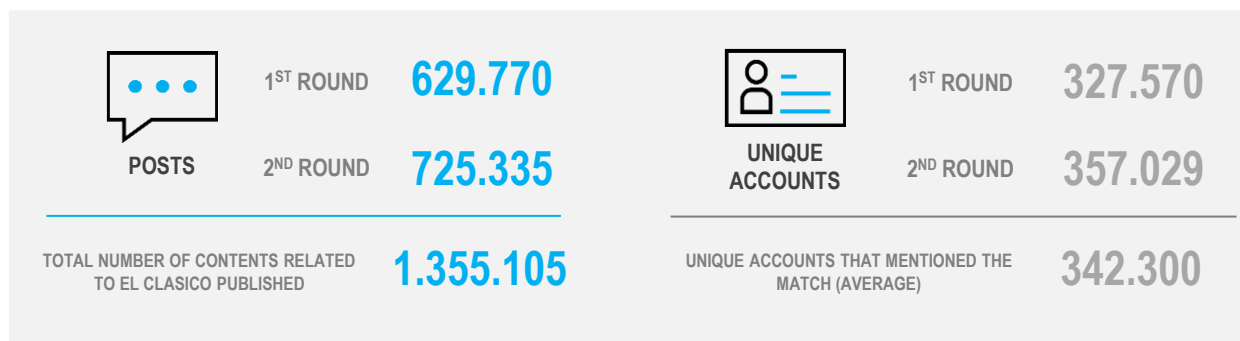 1ST ROUND 629.770
POSTS
2ND ROUND 725.335
TOTAL NUMBER OF CONTENTS RELATED
TO EL CLASICO PUBLISHED
1.355.105
1ST ROUND 327.570
UNIQUE
ACCOUNTS
2ND ROUND 357.029
UNIQUE ACCOUNTS THAT MENTIONED THE
MATCH (AVERAGE)
342.300